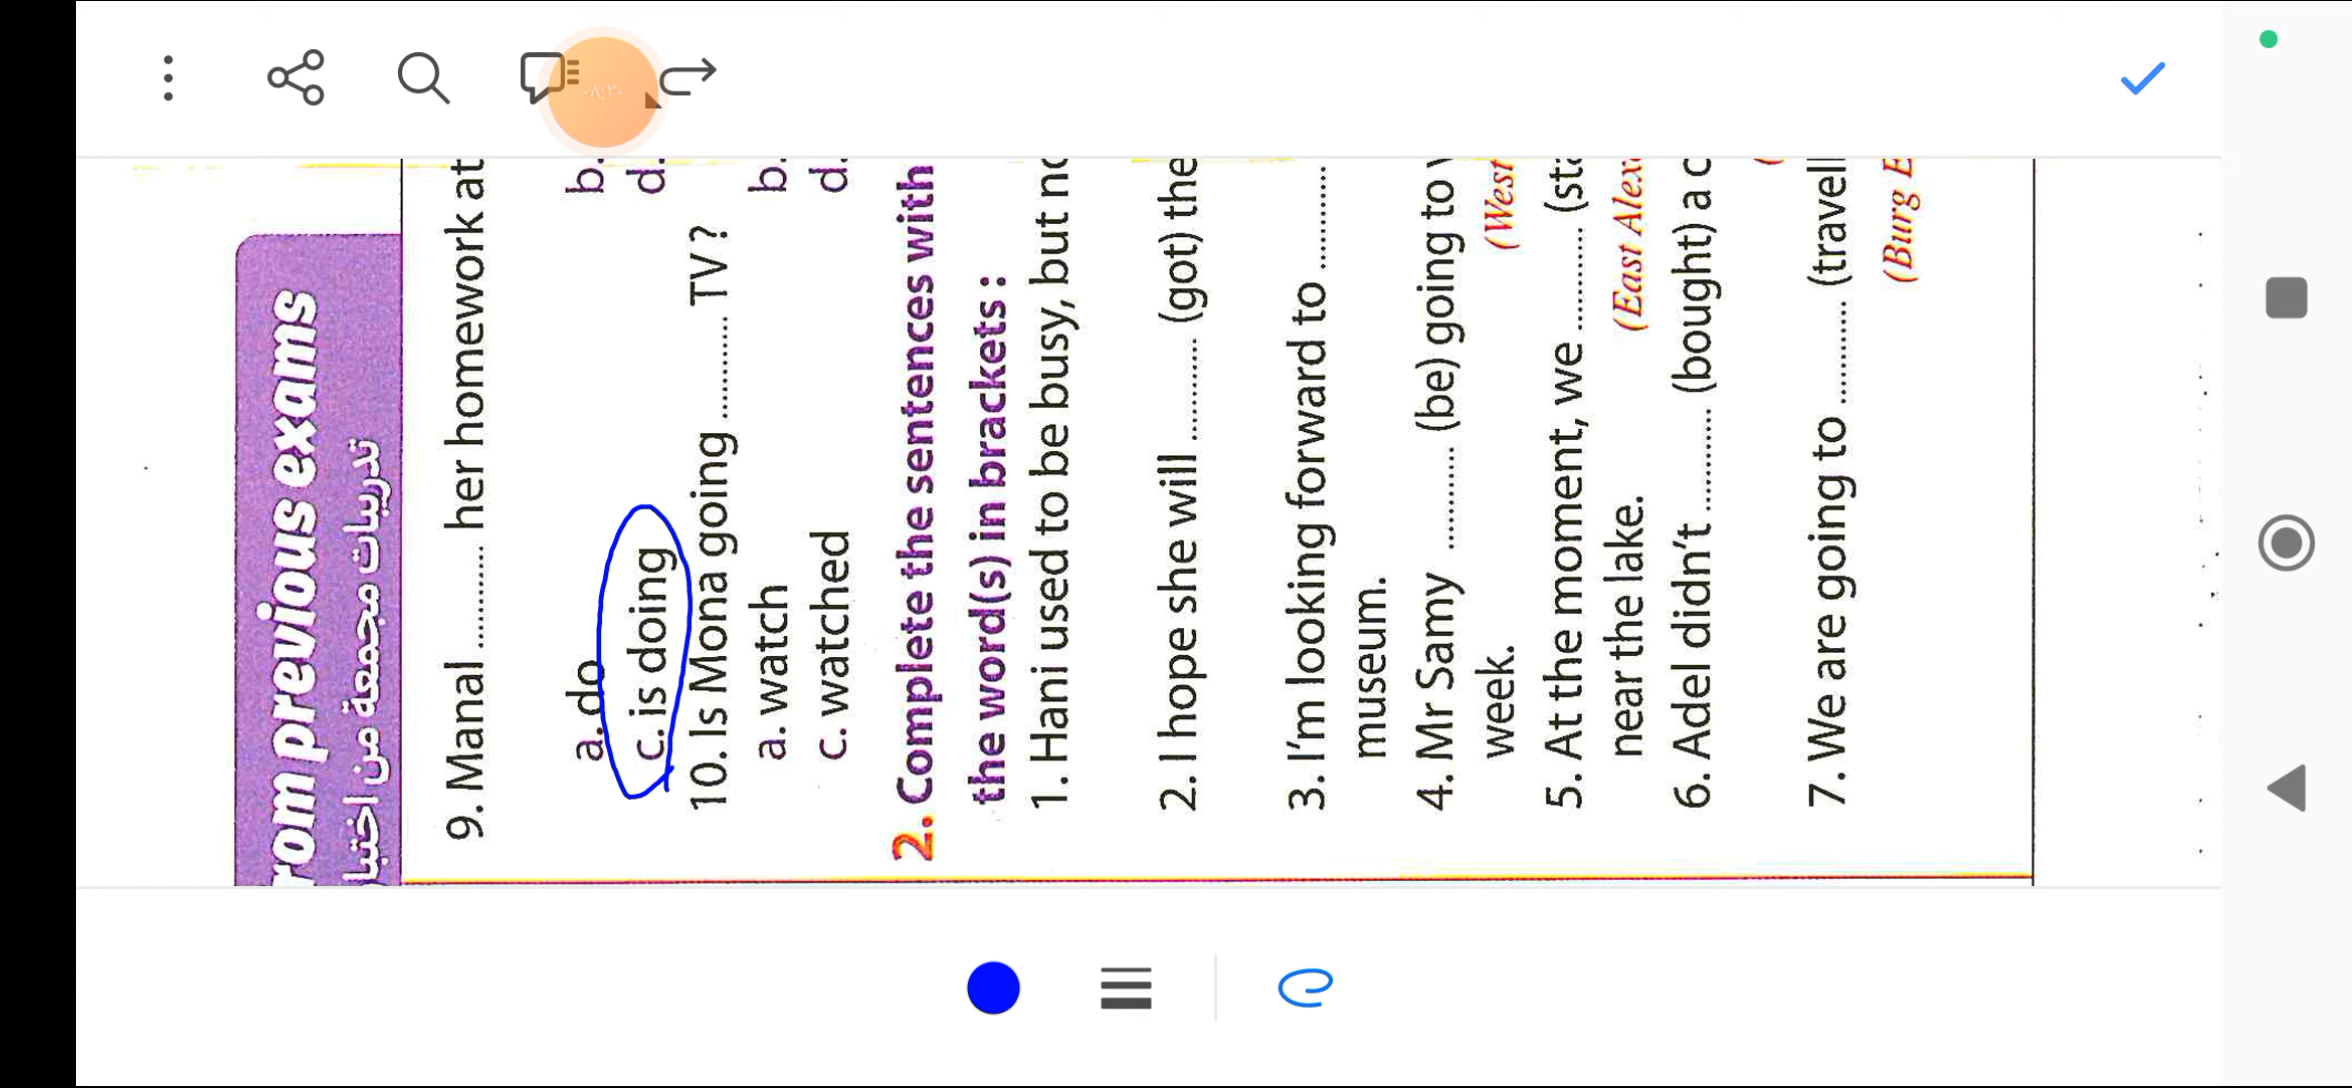 rom previous exams
تدريبات مجمعة من اختبا
9. Manal ............ her homework at
a. do b.
c. is doing d.
10. Is Mona going ............ TV?
a. watch b.
c. watched d.
2. Complete the sentences with
the word(s) in brackets :
1. Hani used to be busy, but no
2. I hope she will ............ (got) the
3. I'm looking forward to ............
museum.
4. Mr Samy ............ (be) going to
week. (West
5. At the moment, we ............ (sta
near the lake. (East Alex
6. Adel didn't ............ (bought) a c
7. We are going to ............ (travell
(Burg E
٠٨:٢٠